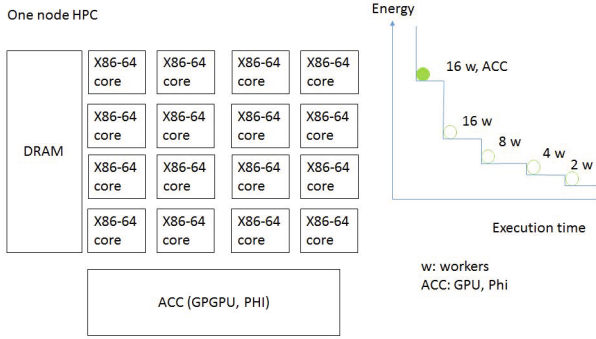 One node HPC
DRAM
X86-64
core
X86-64
core
X86-64
core
X86-64
core
X86-64
core
X86-64
core
X86-64
core
X86-64
core
X86-64
core
X86-64
core
X86-64
core
X86-64
core
X86-64
core
X86-64
core
X86-64
core
X86-64
core
ACC (GPGPU, PHI)
Energy
16 w, ACC
16 w
8 w
4 w
2 w
Execution time
w: workers
ACC: GPU, Phi